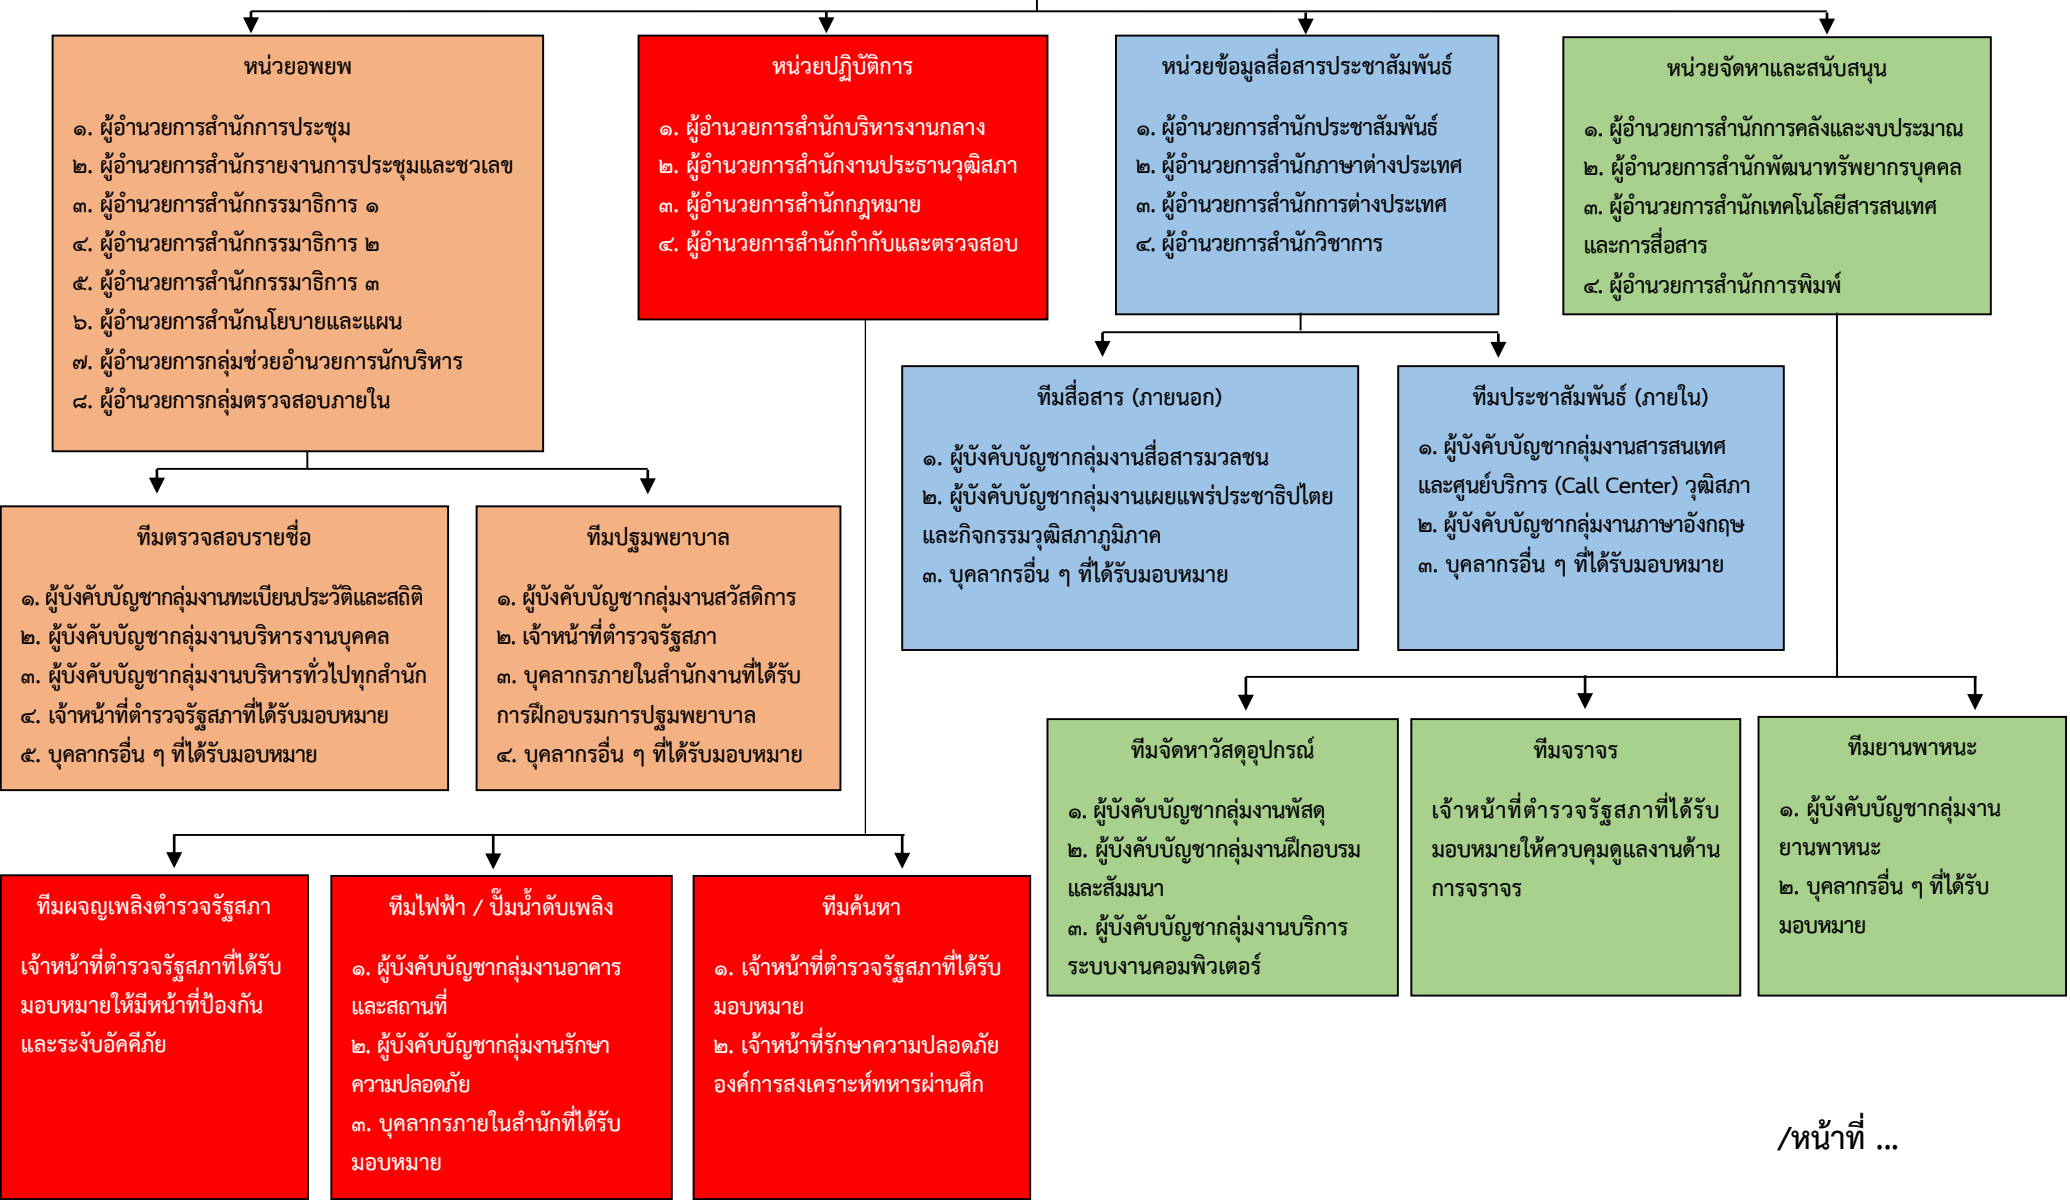 หน่วยอพยพ
๑. ผู้อำนวยการสำนักการประชุม
๒. ผู้อำนวยการสำนักรายงานการประชุมและชวเลข
๓. ผู้อำนวยการสำนักกรรมาธิการ ๑
๔. ผู้อำนวยการสำนักกรรมาธิการ ๒
๕. ผู้อำนวยการสำนักกรรมาธิการ ๓
๖. ผู้อำนวยการสำนักนโยบายและแผน
๗. ผู้อำนวยการกลุ่มช่วยอำนวยการนักบริหาร
๘. ผู้อำนวยการกลุ่มตรวจสอบภายใน
หน่วยปฏิบัติการ
๑. ผู้อำนวยการสำนักบริหารงานกลาง
๒. ผู้อำนวยการสำนักงานประธานวุฒิสภา
๓. ผู้อำนวยการสำนักกฎหมาย
๔. ผู้อำนวยการสำนักกำกับและตรวจสอบ
หน่วยข้อมูลสื่อสารประชาสัมพันธ์
๑. ผู้อำนวยการสำนักประชาสัมพันธ์
๒. ผู้อำนวยการสำนักภาษาต่างประเทศ
๓. ผู้อำนวยการสำนักการต่างประเทศ
๔. ผู้อำนวยการสำนักวิชาการ
หน่วยจัดหาและสนับสนุน
๑. ผู้อำนวยการสำนักการคลังและงบประมาณ
๒. ผู้อำนวยการสำนักพัฒนาทรัพยากรบุคคล
๓. ผู้อำนวยการสำนักเทคโนโลยีสารสนเทศ
และการสื่อสาร
๔. ผู้อำนวยการสำนักการพิมพ์
ทีมสื่อสาร (ภายนอก)
๑. ผู้บังคับบัญชากลุ่มงานสื่อสารมวลชน
๒. ผู้บังคับบัญชากลุ่มงานเผยแพร่ประชาธิปไตย
และกิจกรรมวุฒิสภาภูมิภาค
๓. บุคลากรอื่น ๆ ที่ได้รับมอบหมาย
ทีมประชาสัมพันธ์ (ภายใน)
๑. ผู้บังคับบัญชากลุ่มงานสารสนเทศ
และศูนย์บริการ (Call Center) วุฒิสภา
๒. ผู้บังคับบัญชากลุ่มงานภาษาอังกฤษ
๓. บุคลากรอื่น ๆ ที่ได้รับมอบหมาย
ทีมตรวจสอบรายชื่อ
๑. ผู้บังคับบัญชากลุ่มงานทะเบียนประวัติและสถิติ
๒. ผู้บังคับบัญชากลุ่มงานบริหารงานบุคคล
๓. ผู้บังคับบัญชากลุ่มงานบริหารทั่วไปทุกสำนัก
๔. เจ้าหน้าที่ตำรวจรัฐสภาที่ได้รับมอบหมาย
๕. บุคลากรอื่น ๆ ที่ได้รับมอบหมาย
ทีมปฐมพยาบาล
๑. ผู้บังคับบัญชากลุ่มงานสวัสดิการ
๒. เจ้าหน้าที่ตำรวจรัฐสภา
๓. บุคลากรภายในสำนักงานที่ได้รับ
การฝึกอบรมการปฐมพยาบาล
๔. บุคลากรอื่น ๆ ที่ได้รับมอบหมาย
ทีมจัดหาวัสดุอุปกรณ์
๑. ผู้บังคับบัญชากลุ่มงานพัสดุ
๒. ผู้บังคับบัญชากลุ่มงานฝึกอบรม
และสัมมนา
๓. ผู้บังคับบัญชากลุ่มงานบริการ
ระบบงานคอมพิวเตอร์
ทีมจราจร
เจ้าหน้าที่ตำรวจรัฐสภาที่ได้รับ
มอบหมายให้ควบคุมดูแลงานด้าน
การจราจร
ทีมยานพาหนะ
๑. ผู้บังคับบัญชากลุ่มงาน
ยานพาหนะ
๒. บุคลากรอื่น ๆ ที่ได้รับ
มอบหมาย
ทีมผจญเพลิงตำรวจรัฐสภา
เจ้าหน้าที่ตำรวจรัฐสภาที่ได้รับ
มอบหมายให้มีหน้าที่ป้องกัน
และระงับอัคคีภัย
ทีมไฟฟ้า / ปั๊มน้ำดับเพลิง
๑. ผู้บังคับบัญชากลุ่มงานอาคาร
และสถานที่
๒. ผู้บังคับบัญชากลุ่มงานรักษา
ความปลอดภัย
๓. บุคลากรภายในสำนักที่ได้รับ
มอบหมาย
ทีมค้นหา
๑. เจ้าหน้าที่ตำรวจรัฐสภาที่ได้รับ
มอบหมาย
๒. เจ้าหน้าที่รักษาความปลอดภัย
องค์การสงเคราะห์ทหารผ่านศึก
/หน้าที่ ...